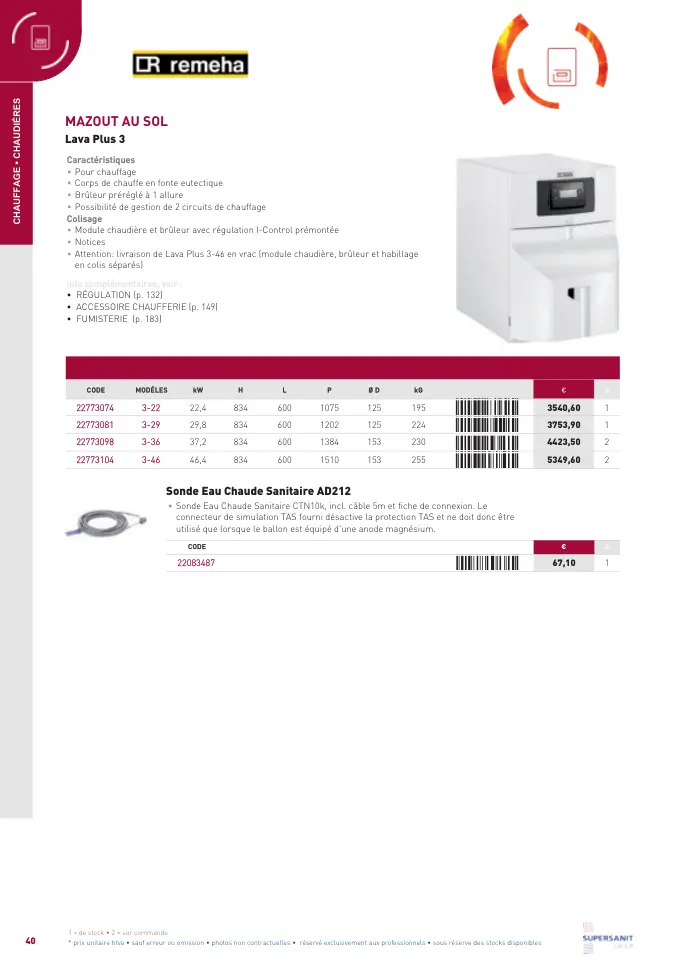 remeha
CHAUFFAGE • CHAUDIÈRES
MAZOUT AU SOL
Lava Plus 3
Caractéristiques
• Pour chauffage
• Corps de chauffe en fonte eutectique
• Brûleur préréglé à 1 allure
• Possibilité de gestion de 2 circuits de chauffage
Colisage
• Module chaudière et brûleur avec régulation I-Control prémontée
• Notices
• Attention: livraison de Lava Plus 3-46 en vrac (module chaudière, brûleur et habillage
en colis séparés)
Info complémentaires, voir :
• RÉGULATION (p. 132)
• ACCESSOIRE CHAUFFERIE (p. 149)
• FUMISTERIE (p. 183)
CODE MODÈLES kW H L P Ø D kG €
22773074 3-22 22,4 834 600 1075 125 195 3540,60 1
22773081 3-29 29,8 834 600 1202 125 224 3753,90 1
22773098 3-36 37,2 834 600 1384 153 230 4423,50 2
22773104 3-46 46,4 834 600 1510 153 255 5349,60 2
Sonde Eau Chaude Sanitaire AD212
• Sonde Eau Chaude Sanitaire CTN10k, incl. câble 5m et fiche de connexion. Le
connecteur de simulation TAS fourni désactive la protection TAS et ne doit donc être
utilisé que lorsque le ballon est équipé d'une anode magnésium.
CODE €
22083487 67,10 1
1 = de stock • 2 = sur commande
40 * prix unitaire htva • sauf erreur ou omission • photos non contractuelles • réservé exclusivement aux professionnels • sous réserve des stocks disponibles
SUPERSANIT
GROUP